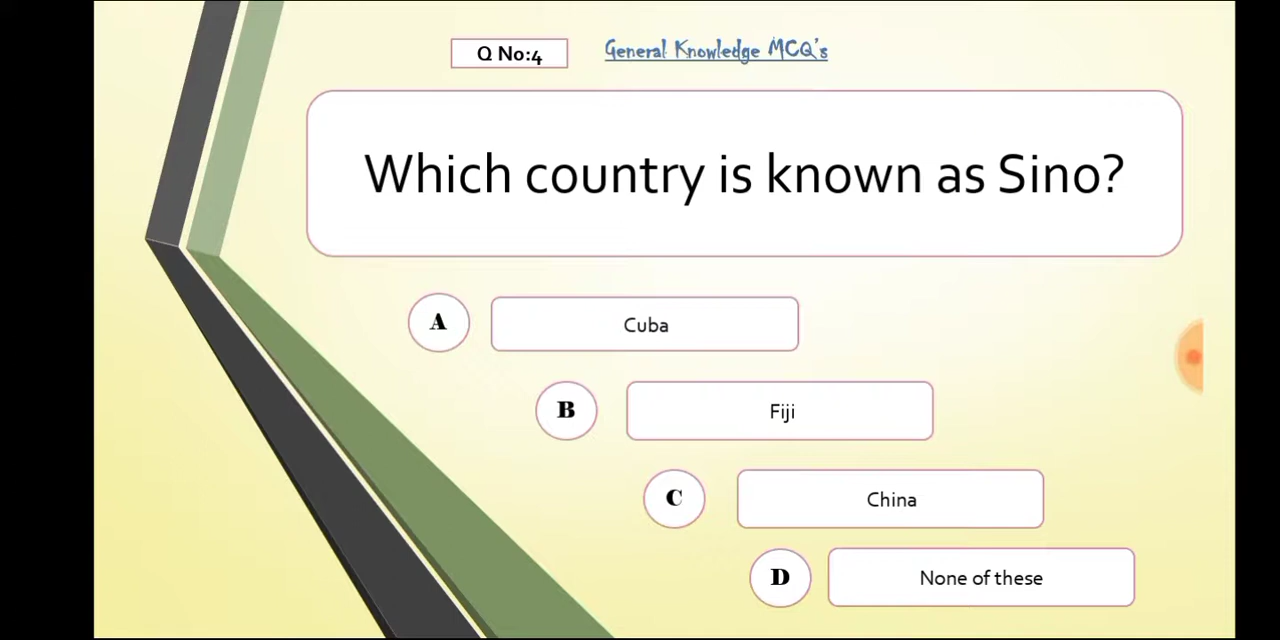 Q No:4
General Knowledge MCQ's
Which country is known as Sino?
A
Cuba
B
Fiji
C
China
D
None of these